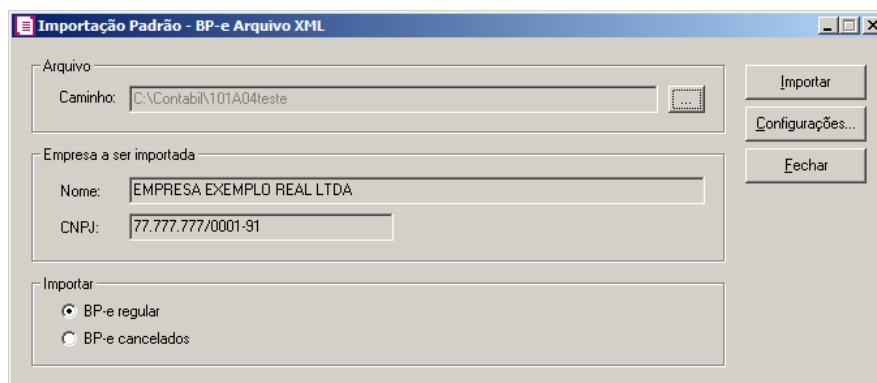 Importação Padrão - BP-e Arquivo XML
Arquivo
Caminho: C:\Contabil\101A04teste ...
Importar
Configurações...
Fechar
Empresa a ser importada
Nome: EMPRESA EXEMPLO REAL LTDA
CNPJ: 77.777.777/0001-91
Importar
BP-e regular
BP-e cancelados